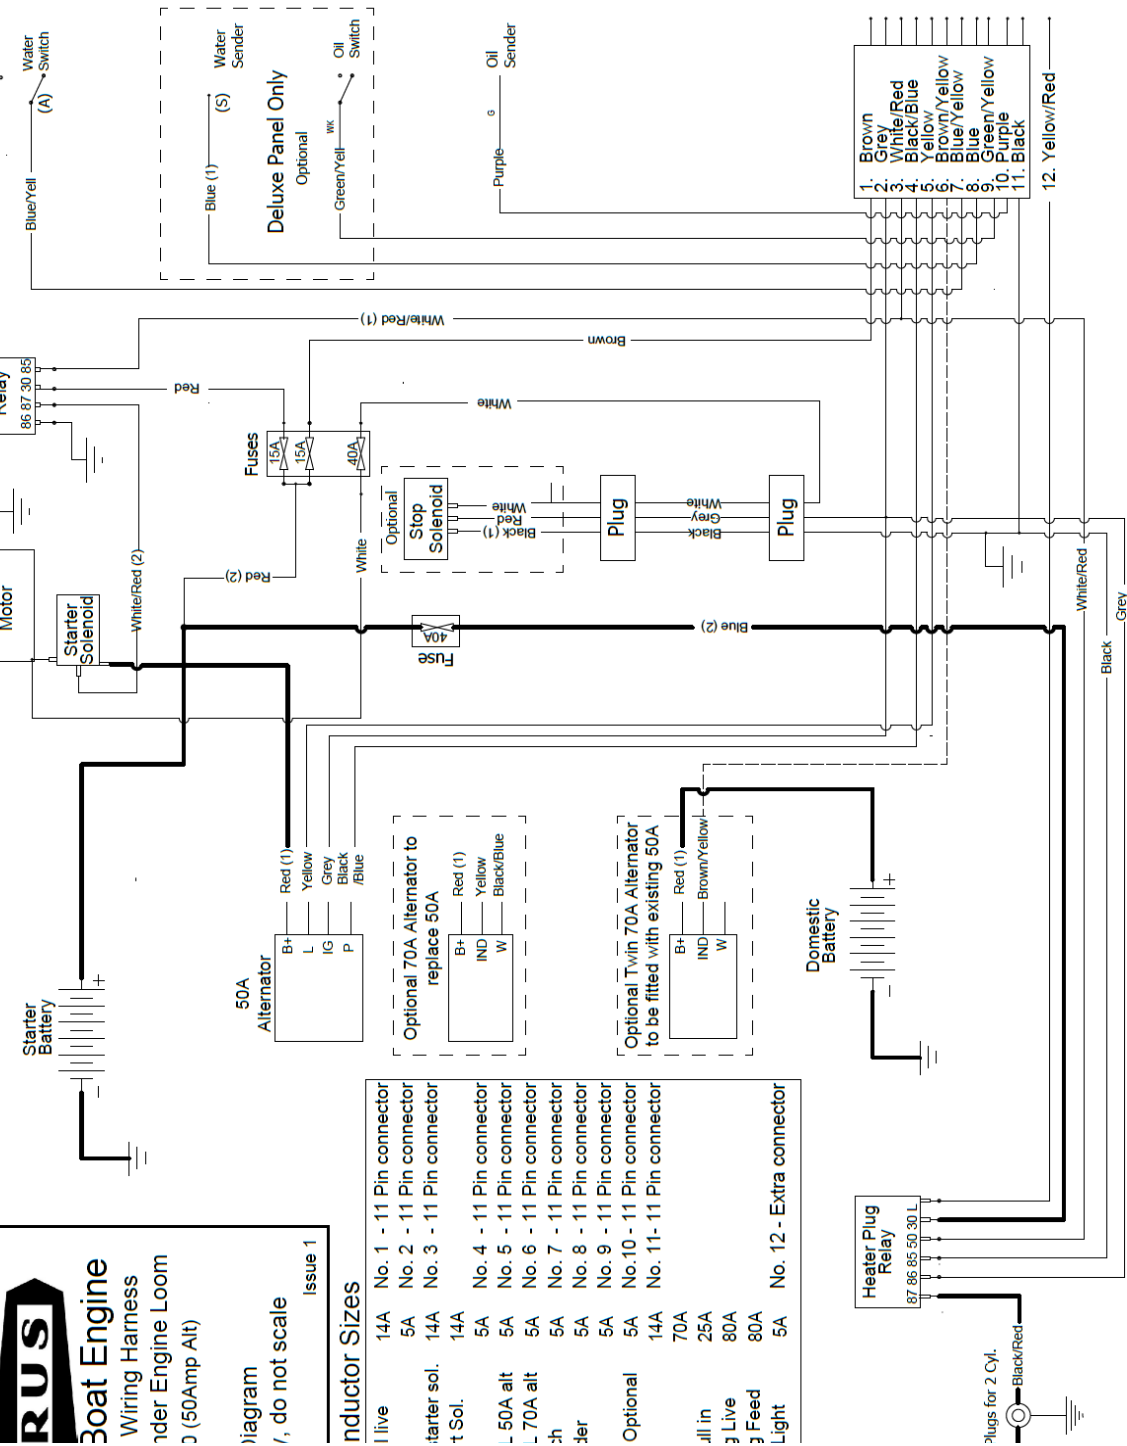 Water
Switch
(A)
Blue/Yell
Water
Sender
(S)
Blue (1)
Deluxe Panel Only
Optional
Oil
Switch
WK
Green/Yell
Oil
Sender
G
Purple
1. Brown
2. Grey
3. White/Red
4. Black/Blue
5. Yellow
6. Brown/Yellow
7. Blue/Yellow
8. Blue
9. Green/Yellow
10. Purple
11. Black
12. Yellow/Red
White/Red (1)
Brown
Relay
86 87 30 85
Red
Fuses
15A
15A
40A
White
Optional
Stop
Solenoid
White
Red
Black (1)
Plug
White
Grey
Black
Plug
Motor
Starter
Solenoid
White/Red (2)
Red (2)
White
40A
Fuse
Blue (2)
White/Red
Black
Grey
Starter
Battery
+
−
50A
Alternator
B+
L
IG
P
Red (1)
Yellow
Grey
Black
/Blue
Optional 70A Alternator to
replace 50A
B+
IND
W
Red (1)
Yellow
Black/Blue
Optional Twin 70A Alternator
to be fitted with existing 50A
B+
IND
W
Red (1)
Brown/Yellow
Domestic
Battery
+
−
Heater Plug
Relay
87 86 85 50 30 L
Black/Red
Plugs for 2 Cyl.
RUS
Boat Engine
Wiring Harness
nder Engine Loom
0 (50Amp Alt)
Diagram
, do not scale
Issue 1
nductor Sizes
l live 14A No. 1 - 11 Pin connector
5A No. 2 - 11 Pin connector
tarter sol. 14A No. 3 - 11 Pin connector
t Sol. 14A
5A No. 4 - 11 Pin connector
L 50A alt 5A No. 5 - 11 Pin connector
L 70A alt 5A No. 6 - 11 Pin connector
ch 5A No. 7 - 11 Pin connector
der 5A No. 8 - 11 Pin connector
5A No. 9 - 11 Pin connector
Optional 5A No.10 - 11 Pin connector
14A No. 11- 11 Pin connector
70A
ull in 25A
g Live 80A
g Feed 80A
Light 5A No. 12 - Extra connector